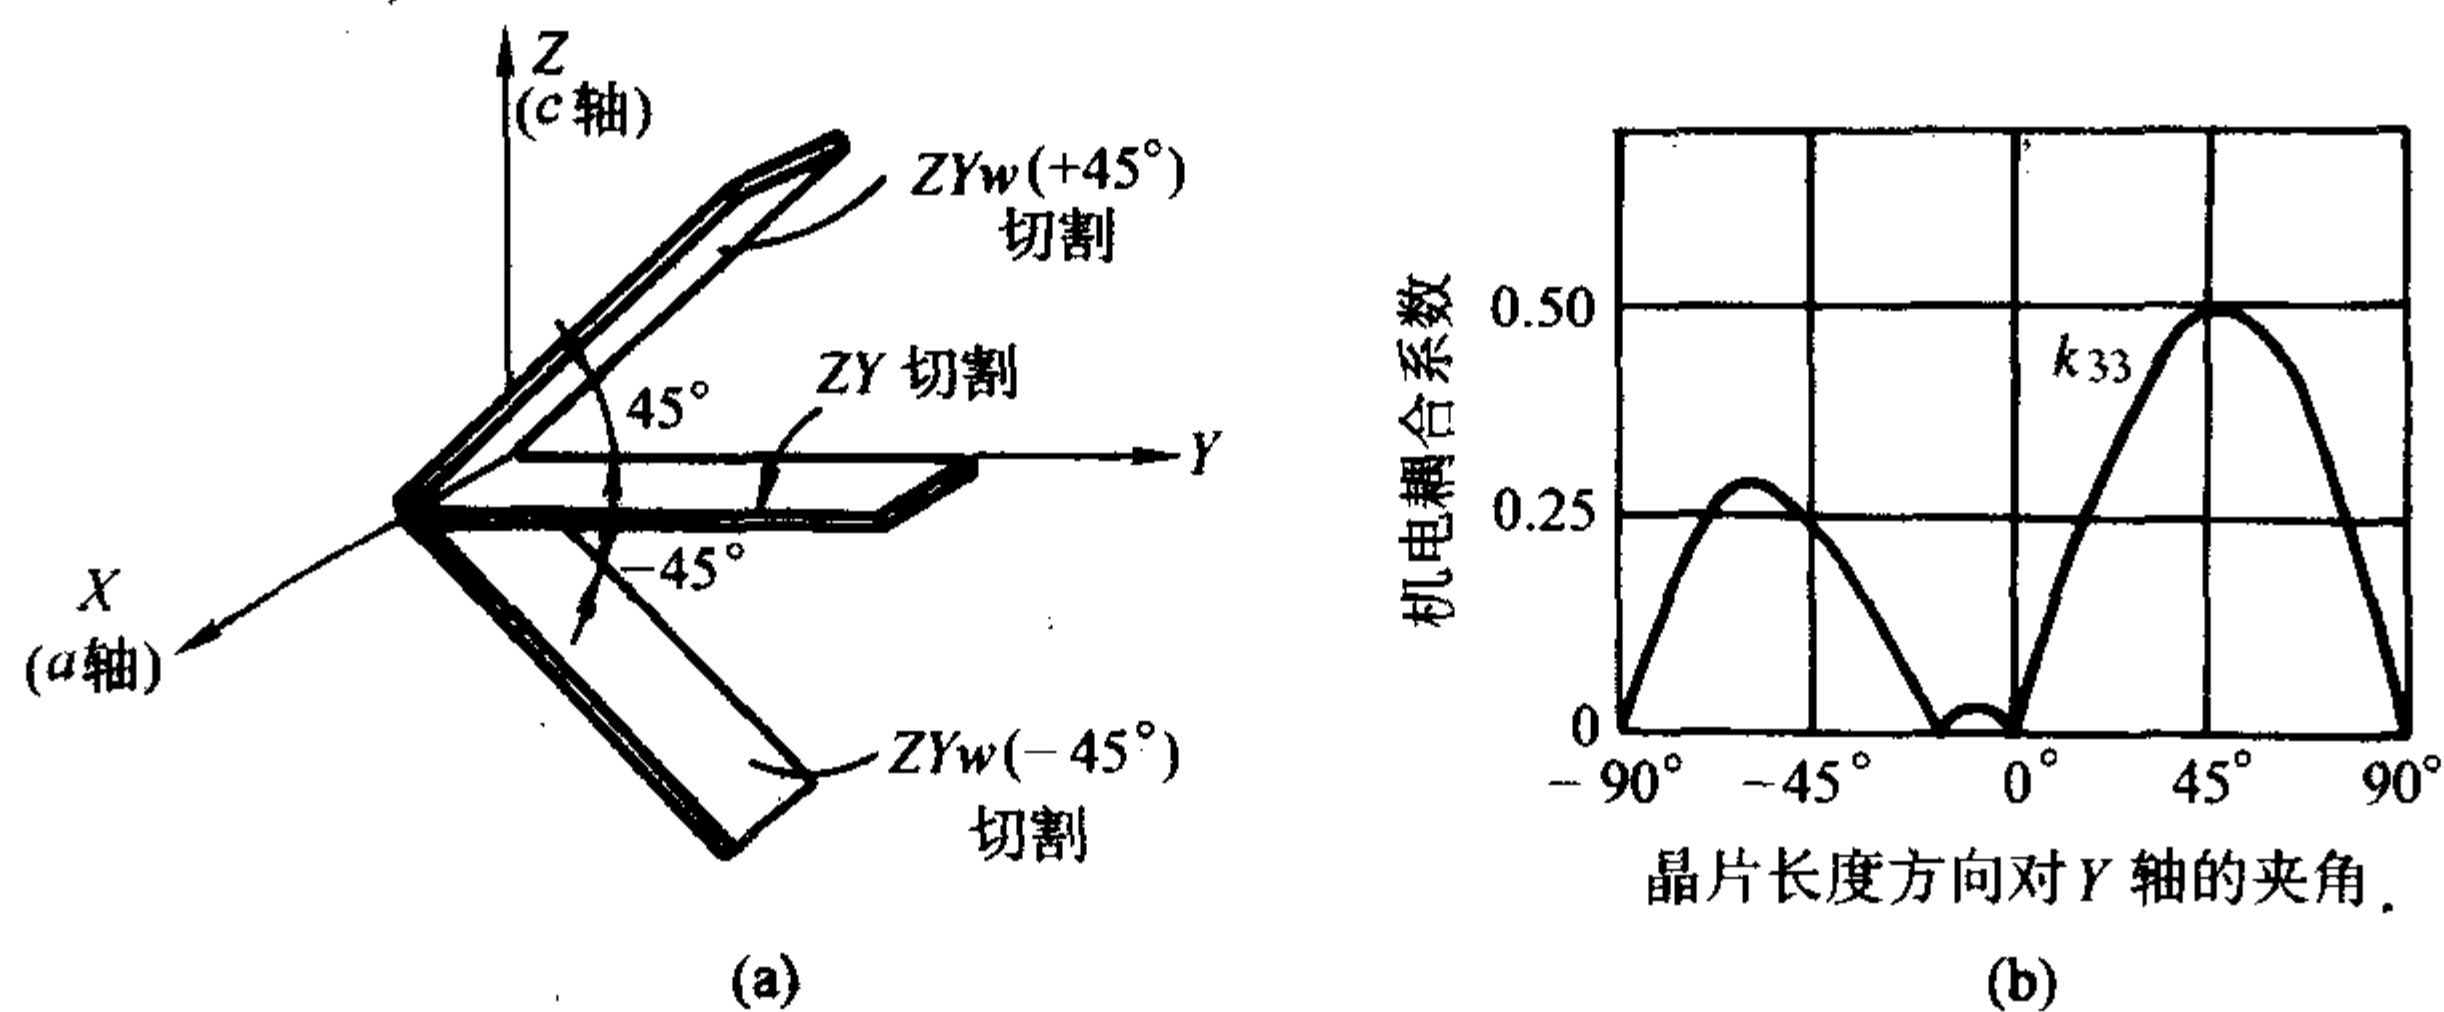 Z
(c轴)
ZYw(+45°)
切割
ZY 切割
45°
Y
-45°
X
(a轴)
ZYw(-45°)
切割
(a)
机电耦合系数
0.50
k33
0.25
0
-90° -45° 0° 45° 90°
晶片长度方向对Y轴的夹角.
(b)